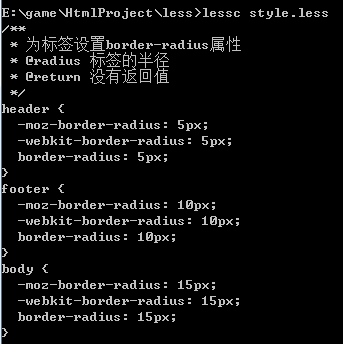 E:\game\HtmlProject\less>lessc style.less
/**
 * 为标签设置border-radius属性
 * @radius 标签的半径
 * @return 没有返回值
 */
header {
  -moz-border-radius: 5px;
  -webkit-border-radius: 5px;
  border-radius: 5px;
}
footer {
  -moz-border-radius: 10px;
  -webkit-border-radius: 10px;
  border-radius: 10px;
}
body {
  -moz-border-radius: 15px;
  -webkit-border-radius: 15px;
  border-radius: 15px;
}